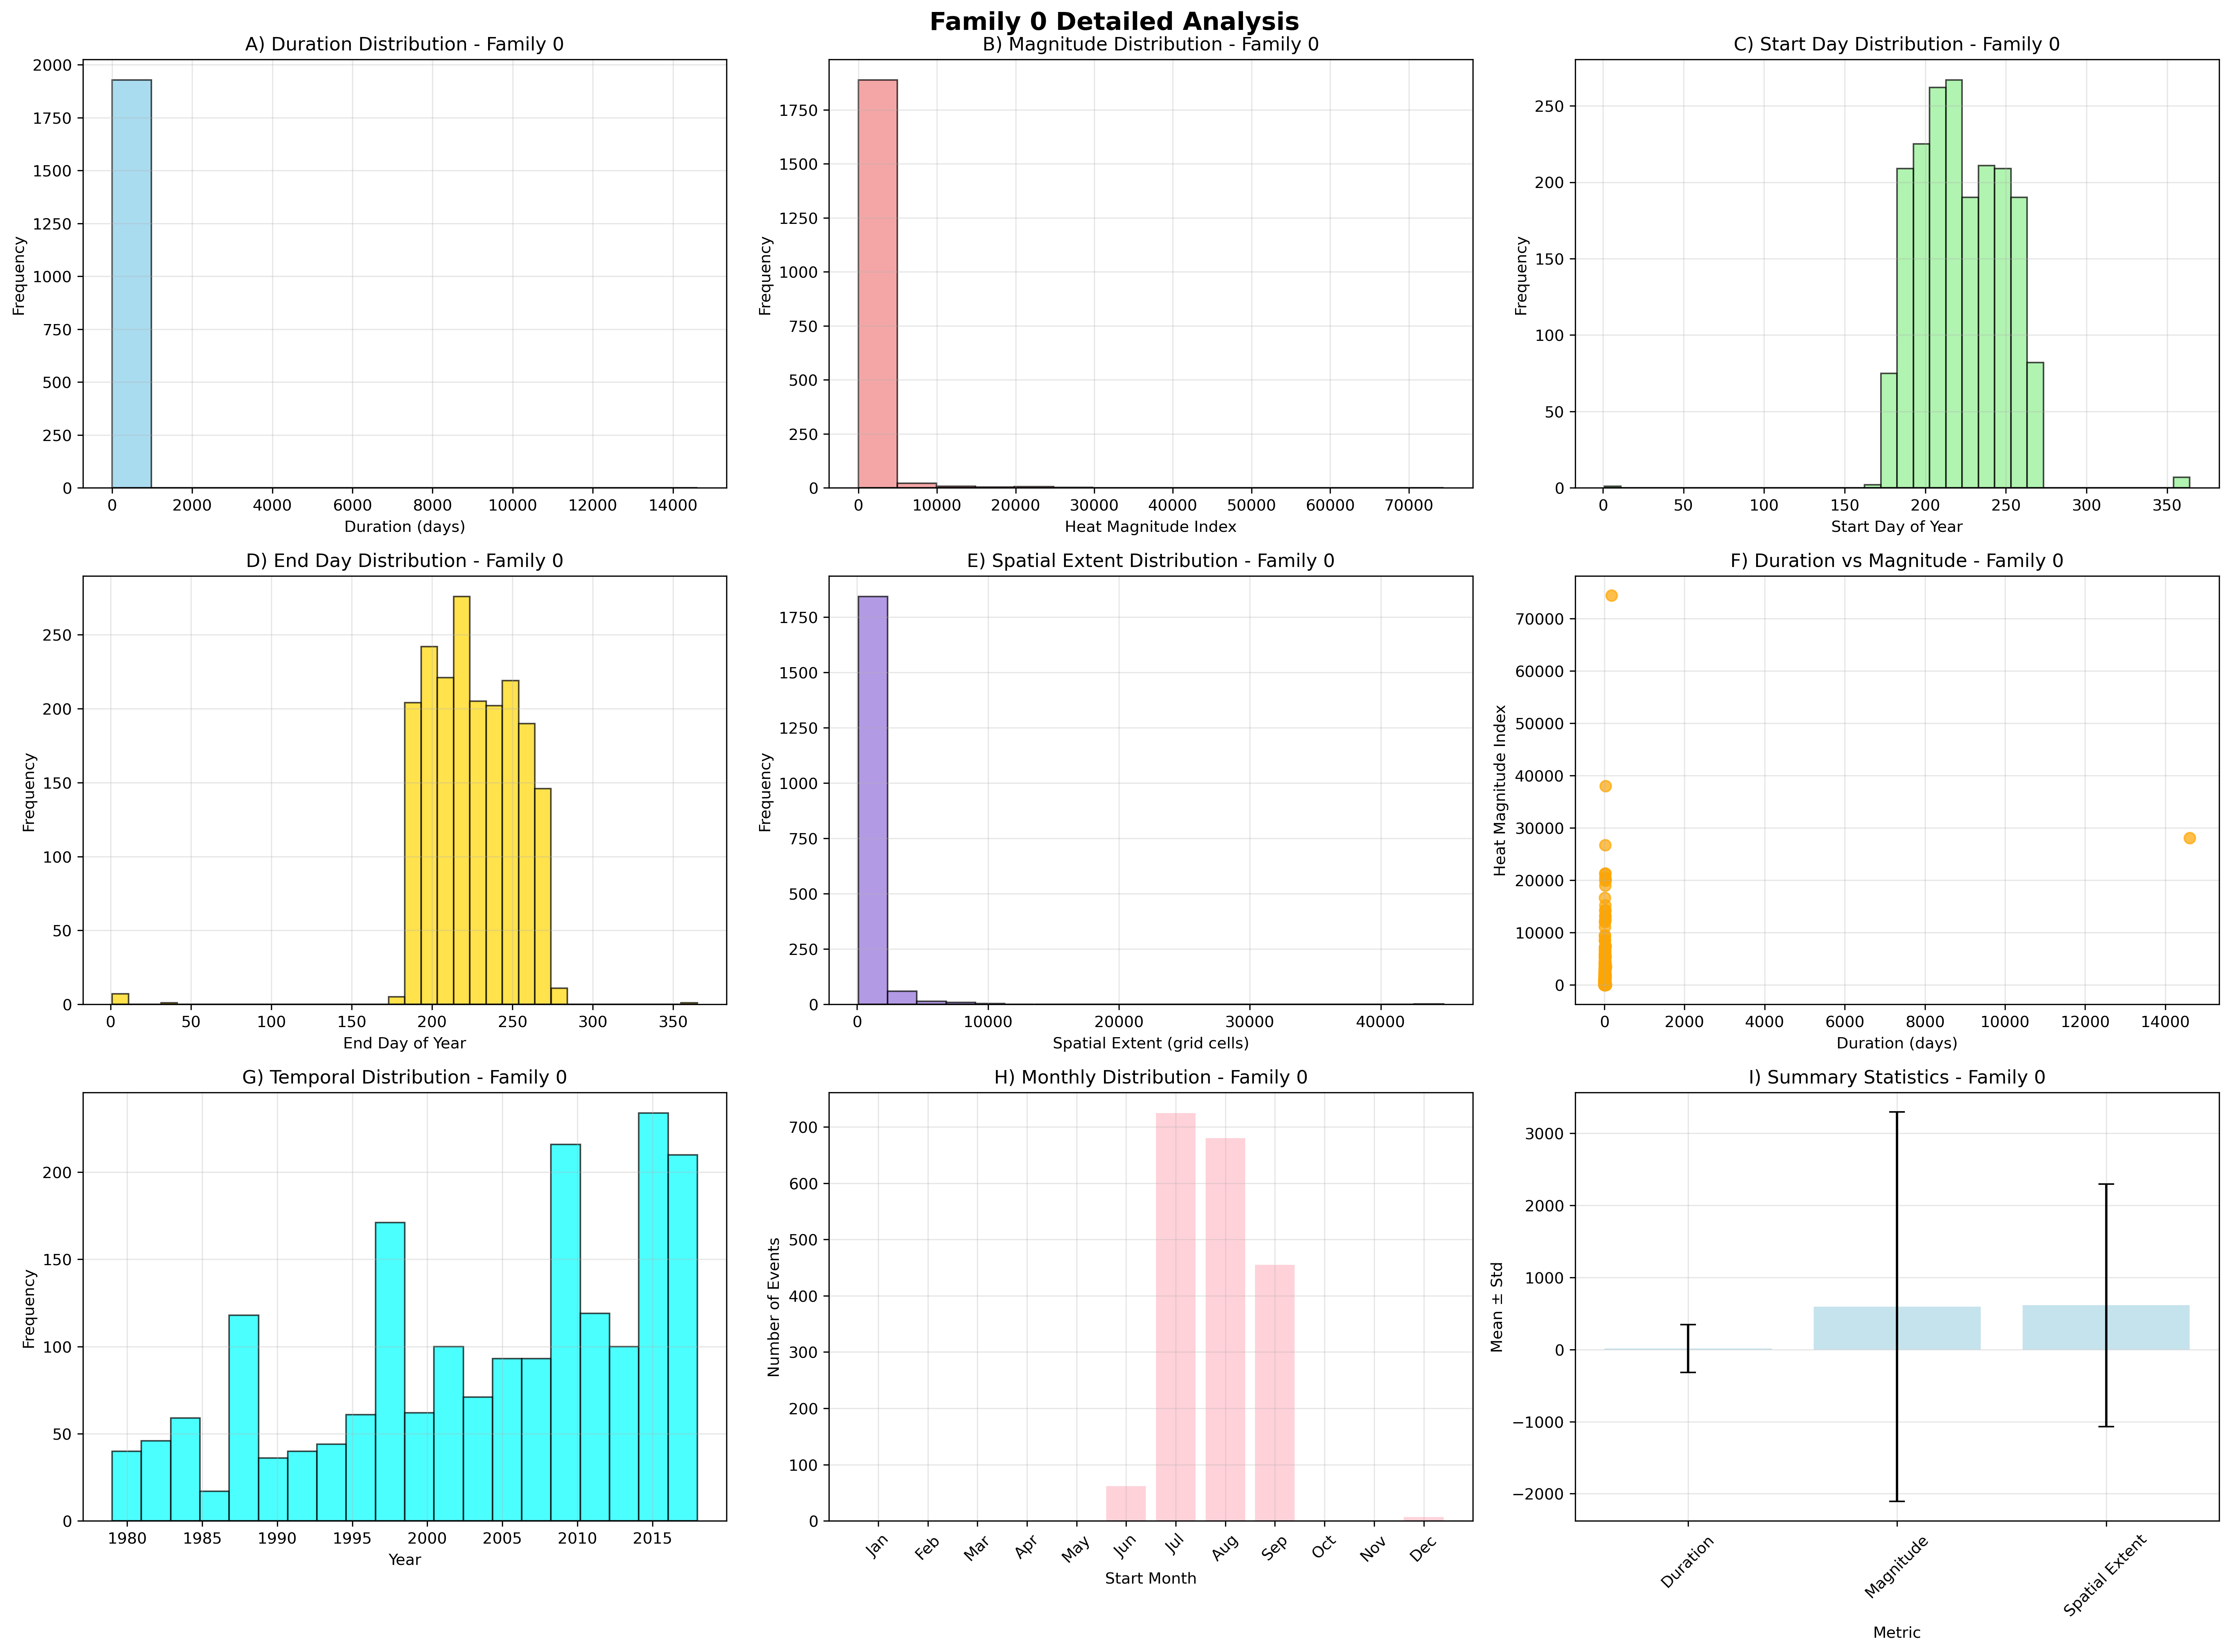 Family 0 Detailed Analysis
A) Duration Distribution - Family 0
Frequency
2000
1750
1500
1250
1000
750
500
250
0
0 2000 4000 6000 8000 10000 12000 14000
Duration (days)
B) Magnitude Distribution - Family 0
Frequency
1750
1500
1250
1000
750
500
250
0
0 10000 20000 30000 40000 50000 60000 70000
Heat Magnitude Index
C) Start Day Distribution - Family 0
Frequency
250
200
150
100
50
0
0 50 100 150 200 250 300 350
Start Day of Year
D) End Day Distribution - Family 0
Frequency
250
200
150
100
50
0
0 50 100 150 200 250 300 350
End Day of Year
E) Spatial Extent Distribution - Family 0
Frequency
1750
1500
1250
1000
750
500
250
0
0 10000 20000 30000 40000
Spatial Extent (grid cells)
F) Duration vs Magnitude - Family 0
Heat Magnitude Index
70000
60000
50000
40000
30000
20000
10000
0
0 2000 4000 6000 8000 10000 12000 14000
Duration (days)
G) Temporal Distribution - Family 0
Frequency
200
150
100
50
0
1980 1985 1990 1995 2000 2005 2010 2015
Year
H) Monthly Distribution - Family 0
Number of Events
700
600
500
400
300
200
100
0
Jan Feb Mar Apr May Jun Jul Aug Sep Oct Nov Dec
Start Month
I) Summary Statistics - Family 0
Mean ± Std
3000
2000
1000
0
−1000
−2000
Duration Magnitude Spatial Extent
Metric